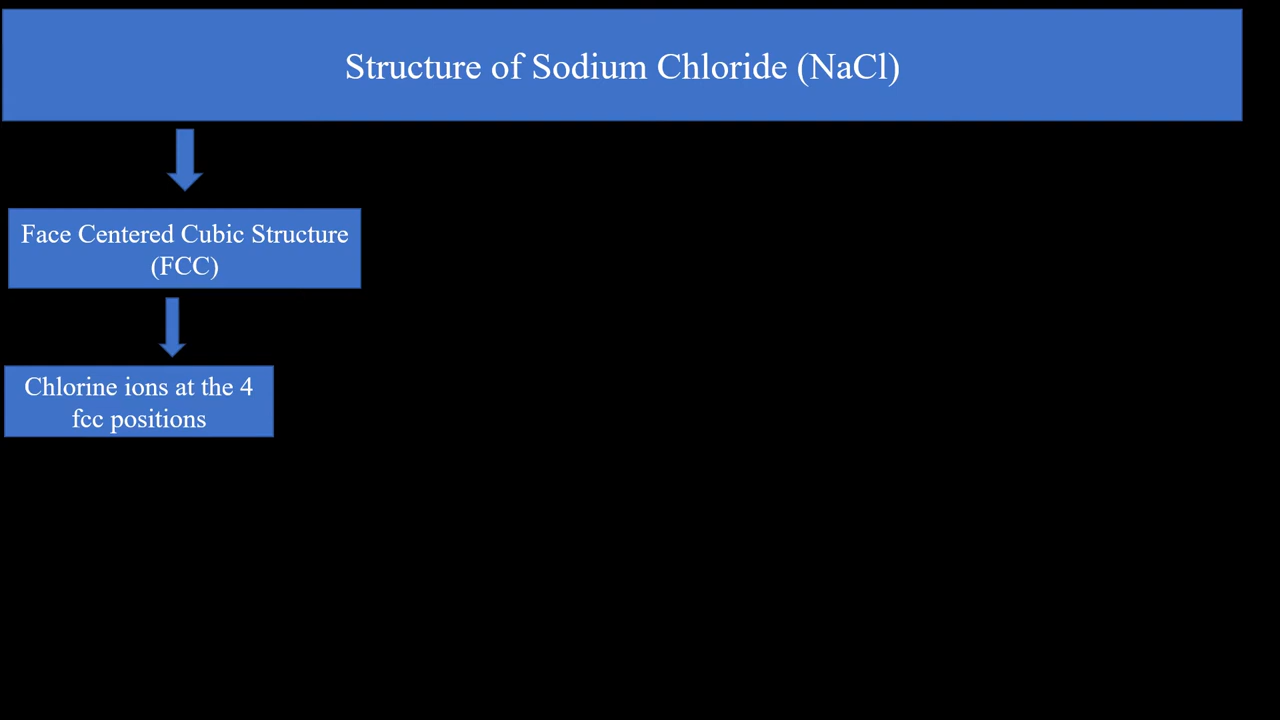 Structure of Sodium Chloride (NaCl)
Face Centered Cubic Structure
(FCC)
Chlorine ions at the 4
fcc positions